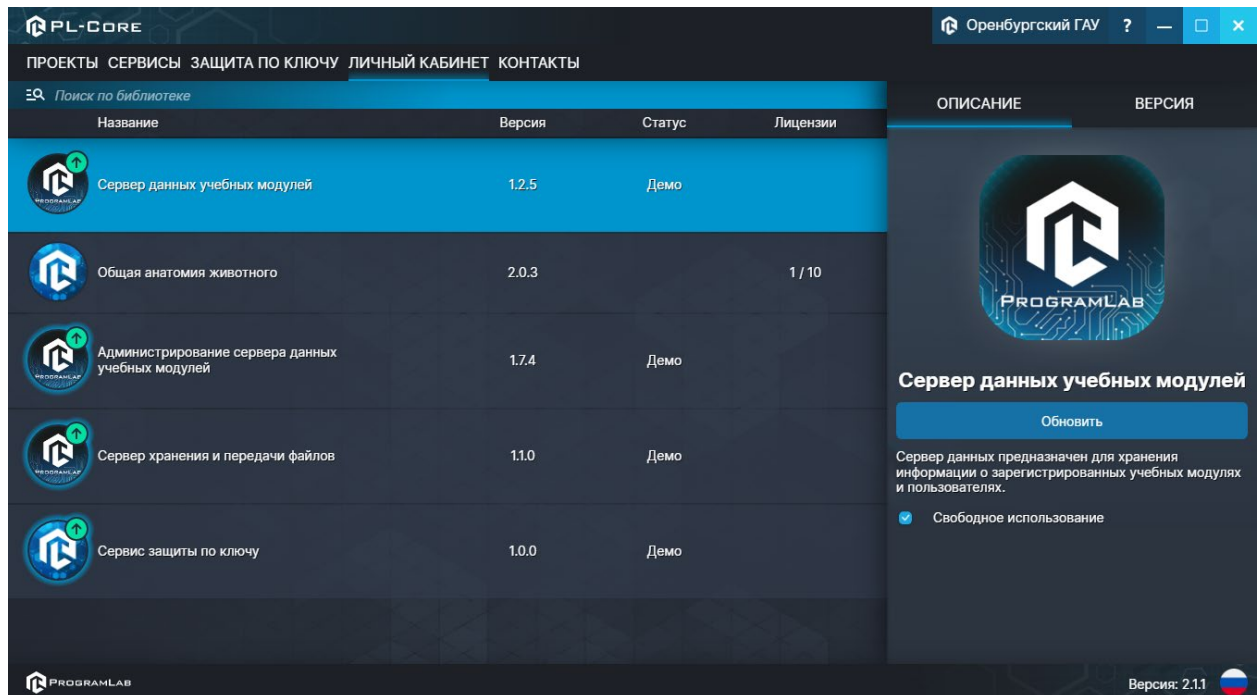 PL-CORE
Оренбургский ГАУ ?
ПРОЕКТЫ СЕРВИСЫ ЗАЩИТА ПО КЛЮЧУ ЛИЧНЫЙ КАБИНЕТ КОНТАКТЫ
Поиск по библиотеке
Название Версия Статус Лицензии
PROGRAMLAB
Сервер данных учебных модулей 1.2.5 Демо
Общая анатомия животного 2.0.3 1 / 10
PROGRAMLAB
Администрирование сервера данных
учебных модулей 1.7.4 Демо
PROGRAMLAB
Сервер хранения и передачи файлов 1.1.0 Демо
Сервис защиты по ключу 1.0.0 Демо
ОПИСАНИЕ ВЕРСИЯ
PROGRAMLAB
Сервер данных учебных модулей
Обновить
Сервер данных предназначен для хранения
информации о зарегистрированных учебных модулях
и пользователях.
Свободное использование
PROGRAMLAB
Версия: 2.1.1